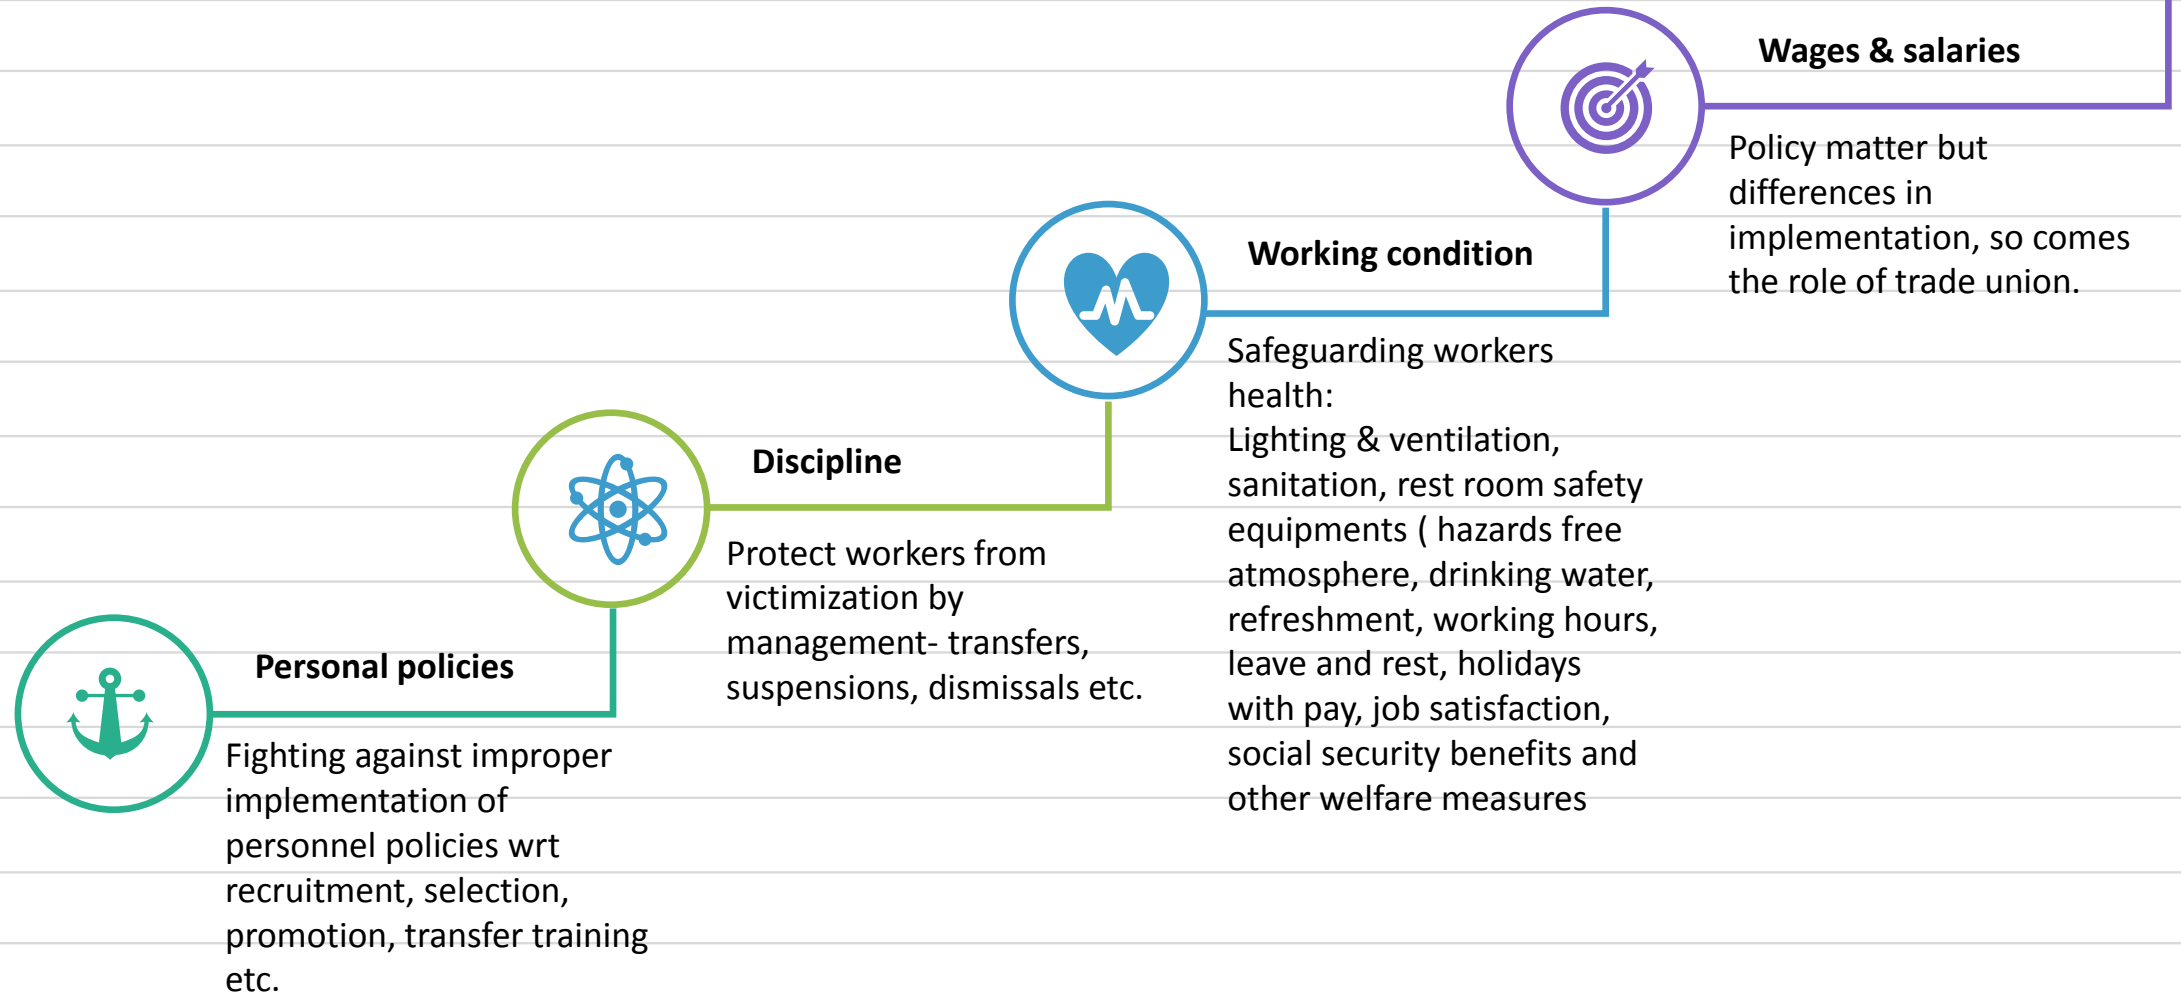 Wages & salaries
Policy matter but
differences in
implementation, so comes
the role of trade union.
Working condition
Safeguarding workers
health:
Lighting & ventilation,
sanitation, rest room safety
equipments ( hazards free
atmosphere, drinking water,
refreshment, working hours,
leave and rest, holidays
with pay, job satisfaction,
social security benefits and
other welfare measures
Discipline
Protect workers from
victimization by
management- transfers,
suspensions, dismissals etc.
Personal policies
Fighting against improper
implementation of
personnel policies wrt
recruitment, selection,
promotion, transfer training
etc.